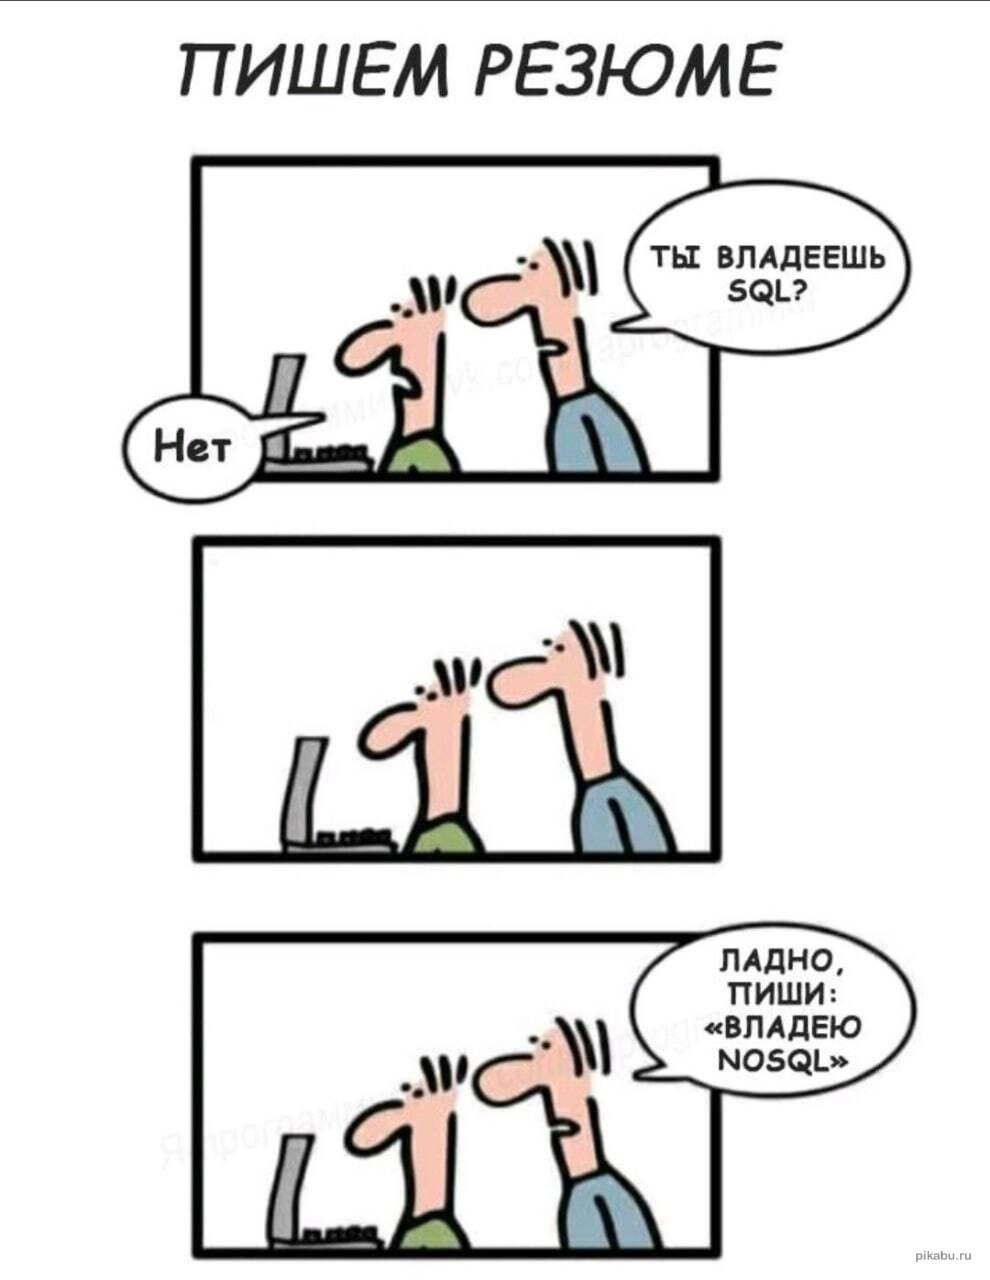 ПИШЕМ РЕЗЮМЕ
ТЫ ВЛАДЕЕШЬ
SQL?
Нет
ЛАДНО,
ПИШИ:
«ВЛАДЕЮ
NOSQL»
pikabu.ru